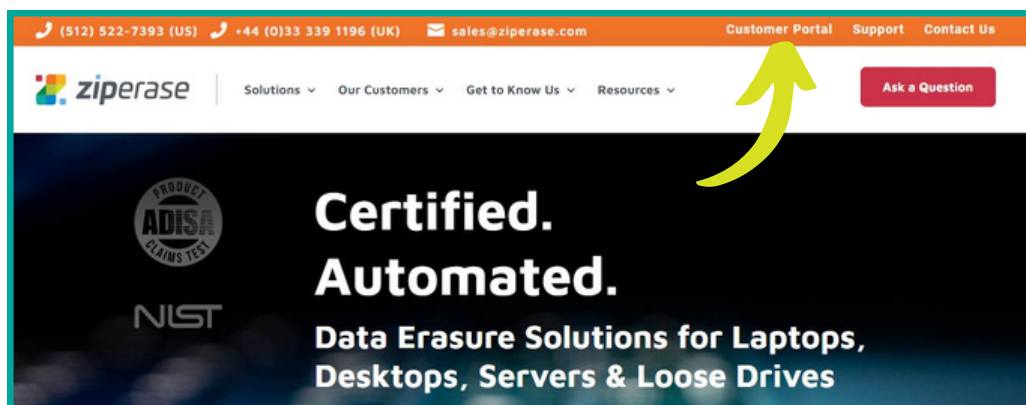 (512) 522-7393 (US) +44 (0)33 339 1196 (UK) sales@ziperase.com Customer Portal Support Contact Us
ziperase Solutions Our Customers Get to Know Us Resources Ask a Question
PRODUCT
ADISA
CLAIMS TEST
NIST
Certified.
Automated.
Data Erasure Solutions for Laptops,
Desktops, Servers & Loose Drives